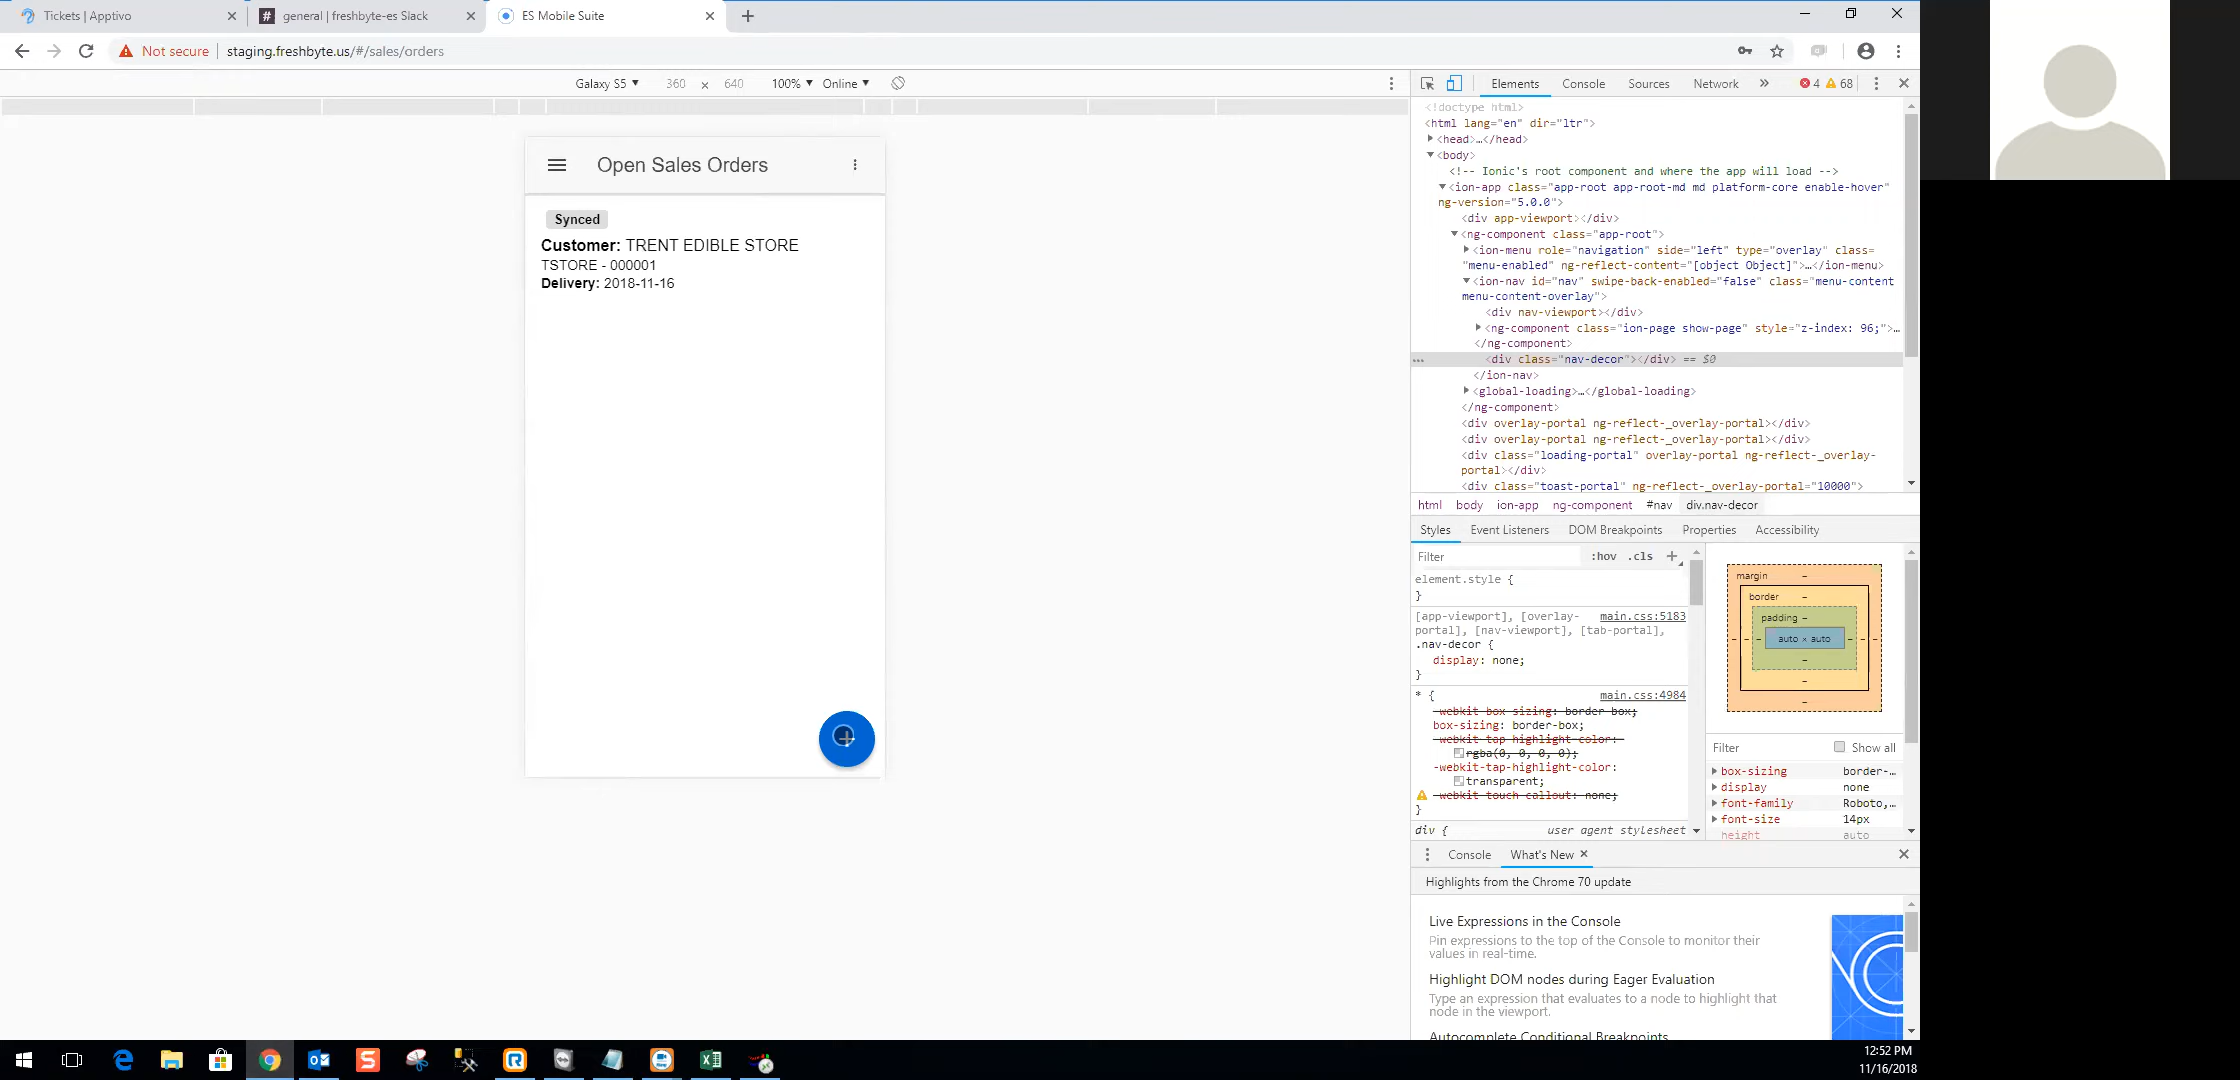 Tickets | Apptivo
general | freshbyte-es Slack
ES Mobile Suite
Not secure
staging.freshbyte.us/#/sales/orders
Galaxy S5 ▼ 360 x 640 100% ▼ Online ▼
Elements Console Sources Network » 4 68
Open Sales Orders
Synced
Customer: TRENT EDIBLE STORE
TSTORE - 000001
Delivery: 2018-11-16
<!doctype html>
<html lang="en" dir="ltr">
<head>…</head>
<body>
<!-- Ionic's root component and where the app will load -->
<ion-app class="app-root app-root-md md platform-core enable-hover"
ng-version="5.0.0">
<div app-viewport></div>
<ng-component class="app-root">
<ion-menu role="navigation" side="left" type="overlay" class=
"menu-enabled" ng-reflect-content="[object Object]">…</ion-menu>
<ion-nav id="nav" swipe-back-enabled="false" class="menu-content
menu-content-overlay">
<div nav-viewport></div>
<ng-component class="ion-page show-page" style="z-index: 96;">…
</ng-component>
<div class="nav-decor"></div> == $0
</ion-nav>
<global-loading>…</global-loading>
</ng-component>
<div overlay-portal ng-reflect-_overlay-portal></div>
<div overlay-portal ng-reflect-_overlay-portal></div>
<div class="loading-portal" overlay-portal ng-reflect-_overlay-
portal></div>
<div class="toast-portal" ng-reflect-_overlay-portal="10000">
html body ion-app ng-component #nav div.nav-decor
Styles Event Listeners DOM Breakpoints Properties Accessibility
Filter :hov .cls +
element.style {
}
[app-viewport], [overlay- main.css:5183
portal], [nav-viewport], [tab-portal],
.nav-decor {
display: none;
}
* { main.css:4984
-webkit-box-sizing: border-box;
box-sizing: border-box;
-webkit-tap-highlight-color:
rgba(0, 0, 0, 0);
-webkit-tap-highlight-color:
transparent;
-webkit-touch-callout: none;
}
div { user agent stylesheet
margin –
border –
padding –
auto × auto
Filter Show all
box-sizing border-…
display none
font-family Roboto,…
font-size 14px
height auto
Console What's New ×
Highlights from the Chrome 70 update
Live Expressions in the Console
Pin expressions to the top of the Console to monitor their
values in real-time.
Highlight DOM nodes during Eager Evaluation
Type an expression that evaluates to a node to highlight that
node in the viewport.
Autocomplete Conditional Breakpoints
12:52 PM
11/16/2018